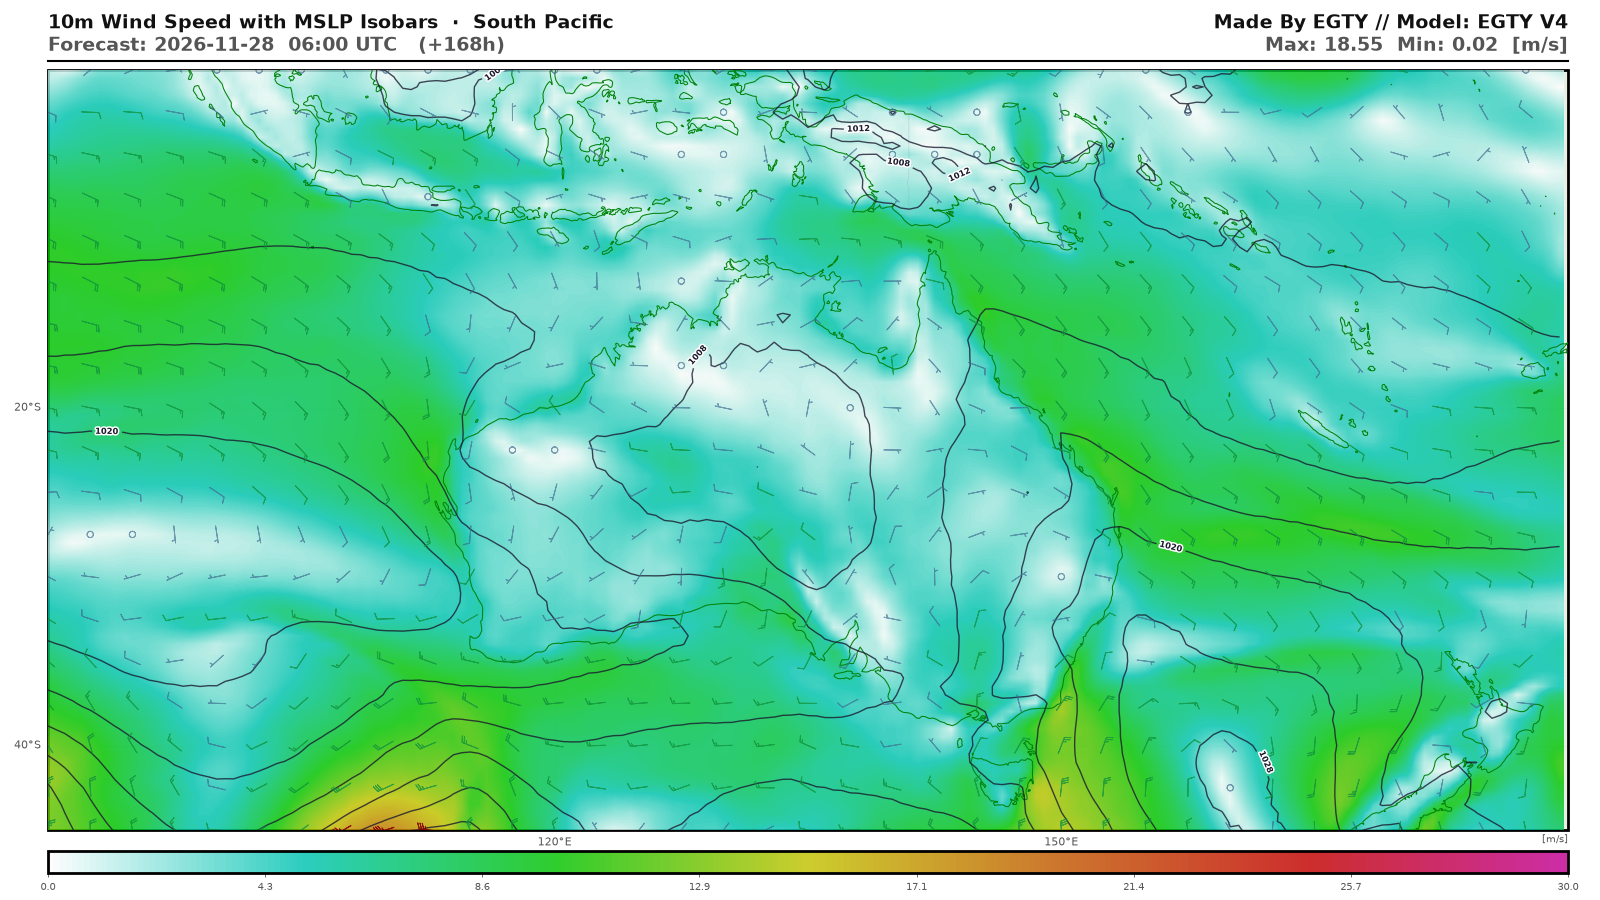 10m Wind Speed with MSLP Isobars · South Pacific
Made By EGTY // Model: EGTY V4
Forecast: 2026-11-28 06:00 UTC (+168h)
Max: 18.55 Min: 0.02 [m/s]
1012
1008
1012
1008
20°S
1020
1020
40°S
1028
120°E
150°E
[m/s]
0.0
4.3
8.6
12.9
17.1
21.4
25.7
30.0